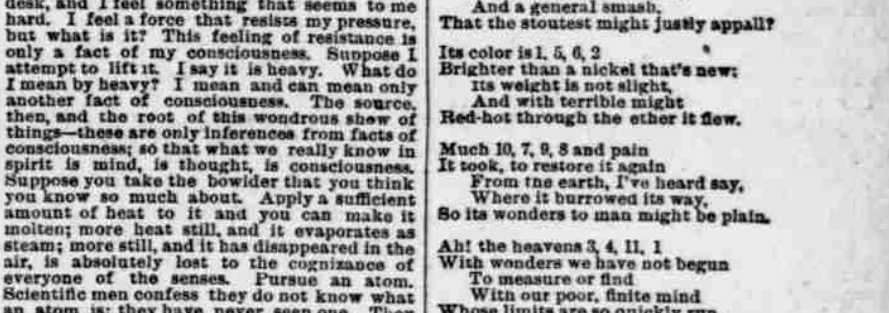 desk, and I feel something that seems to me
hard. I feel a force that resists my pressure,
but what is it? This feeling of resistance is
only a fact of my consciousness. Suppose I
attempt to lift it. I say it is heavy. What do
I mean by heavy? I mean and can mean only
another fact of consciousness. The source,
then, and the root of this wondrous show of
things—these are only inferences from facts of
consciousness; so that what we really know in
spirit is mind, is thought, is consciousness.
Suppose you take the bowlder that you think
you know so much about. Apply a sufficient
amount of heat to it and you can make it
molten; more heat still, and it evaporates as
steam; more still, and it has disappeared in the
air, is absolutely lost to the cognizance of
everyone of the senses. Pursue an atom.
Scientific men confess they do not know what
an atom is; they have never seen one. Then
And a general smash,
That the stoutest might justly appall?
Its color is 1, 5, 6, 2
Brighter than a nickel that's new;
Its weight is not slight,
And with terrible might
Red-hot through the ether it flew.
Much 10, 7, 9, 8 and pain
It took, to restore it again
From the earth, I've heard say,
Where it burrowed its way,
So its wonders to man might be plain.
Ah! the heavens 3, 4, 11, 1
With wonders we have not begun
To measure or find
With our poor, finite mind
Whose limits are so quickly run